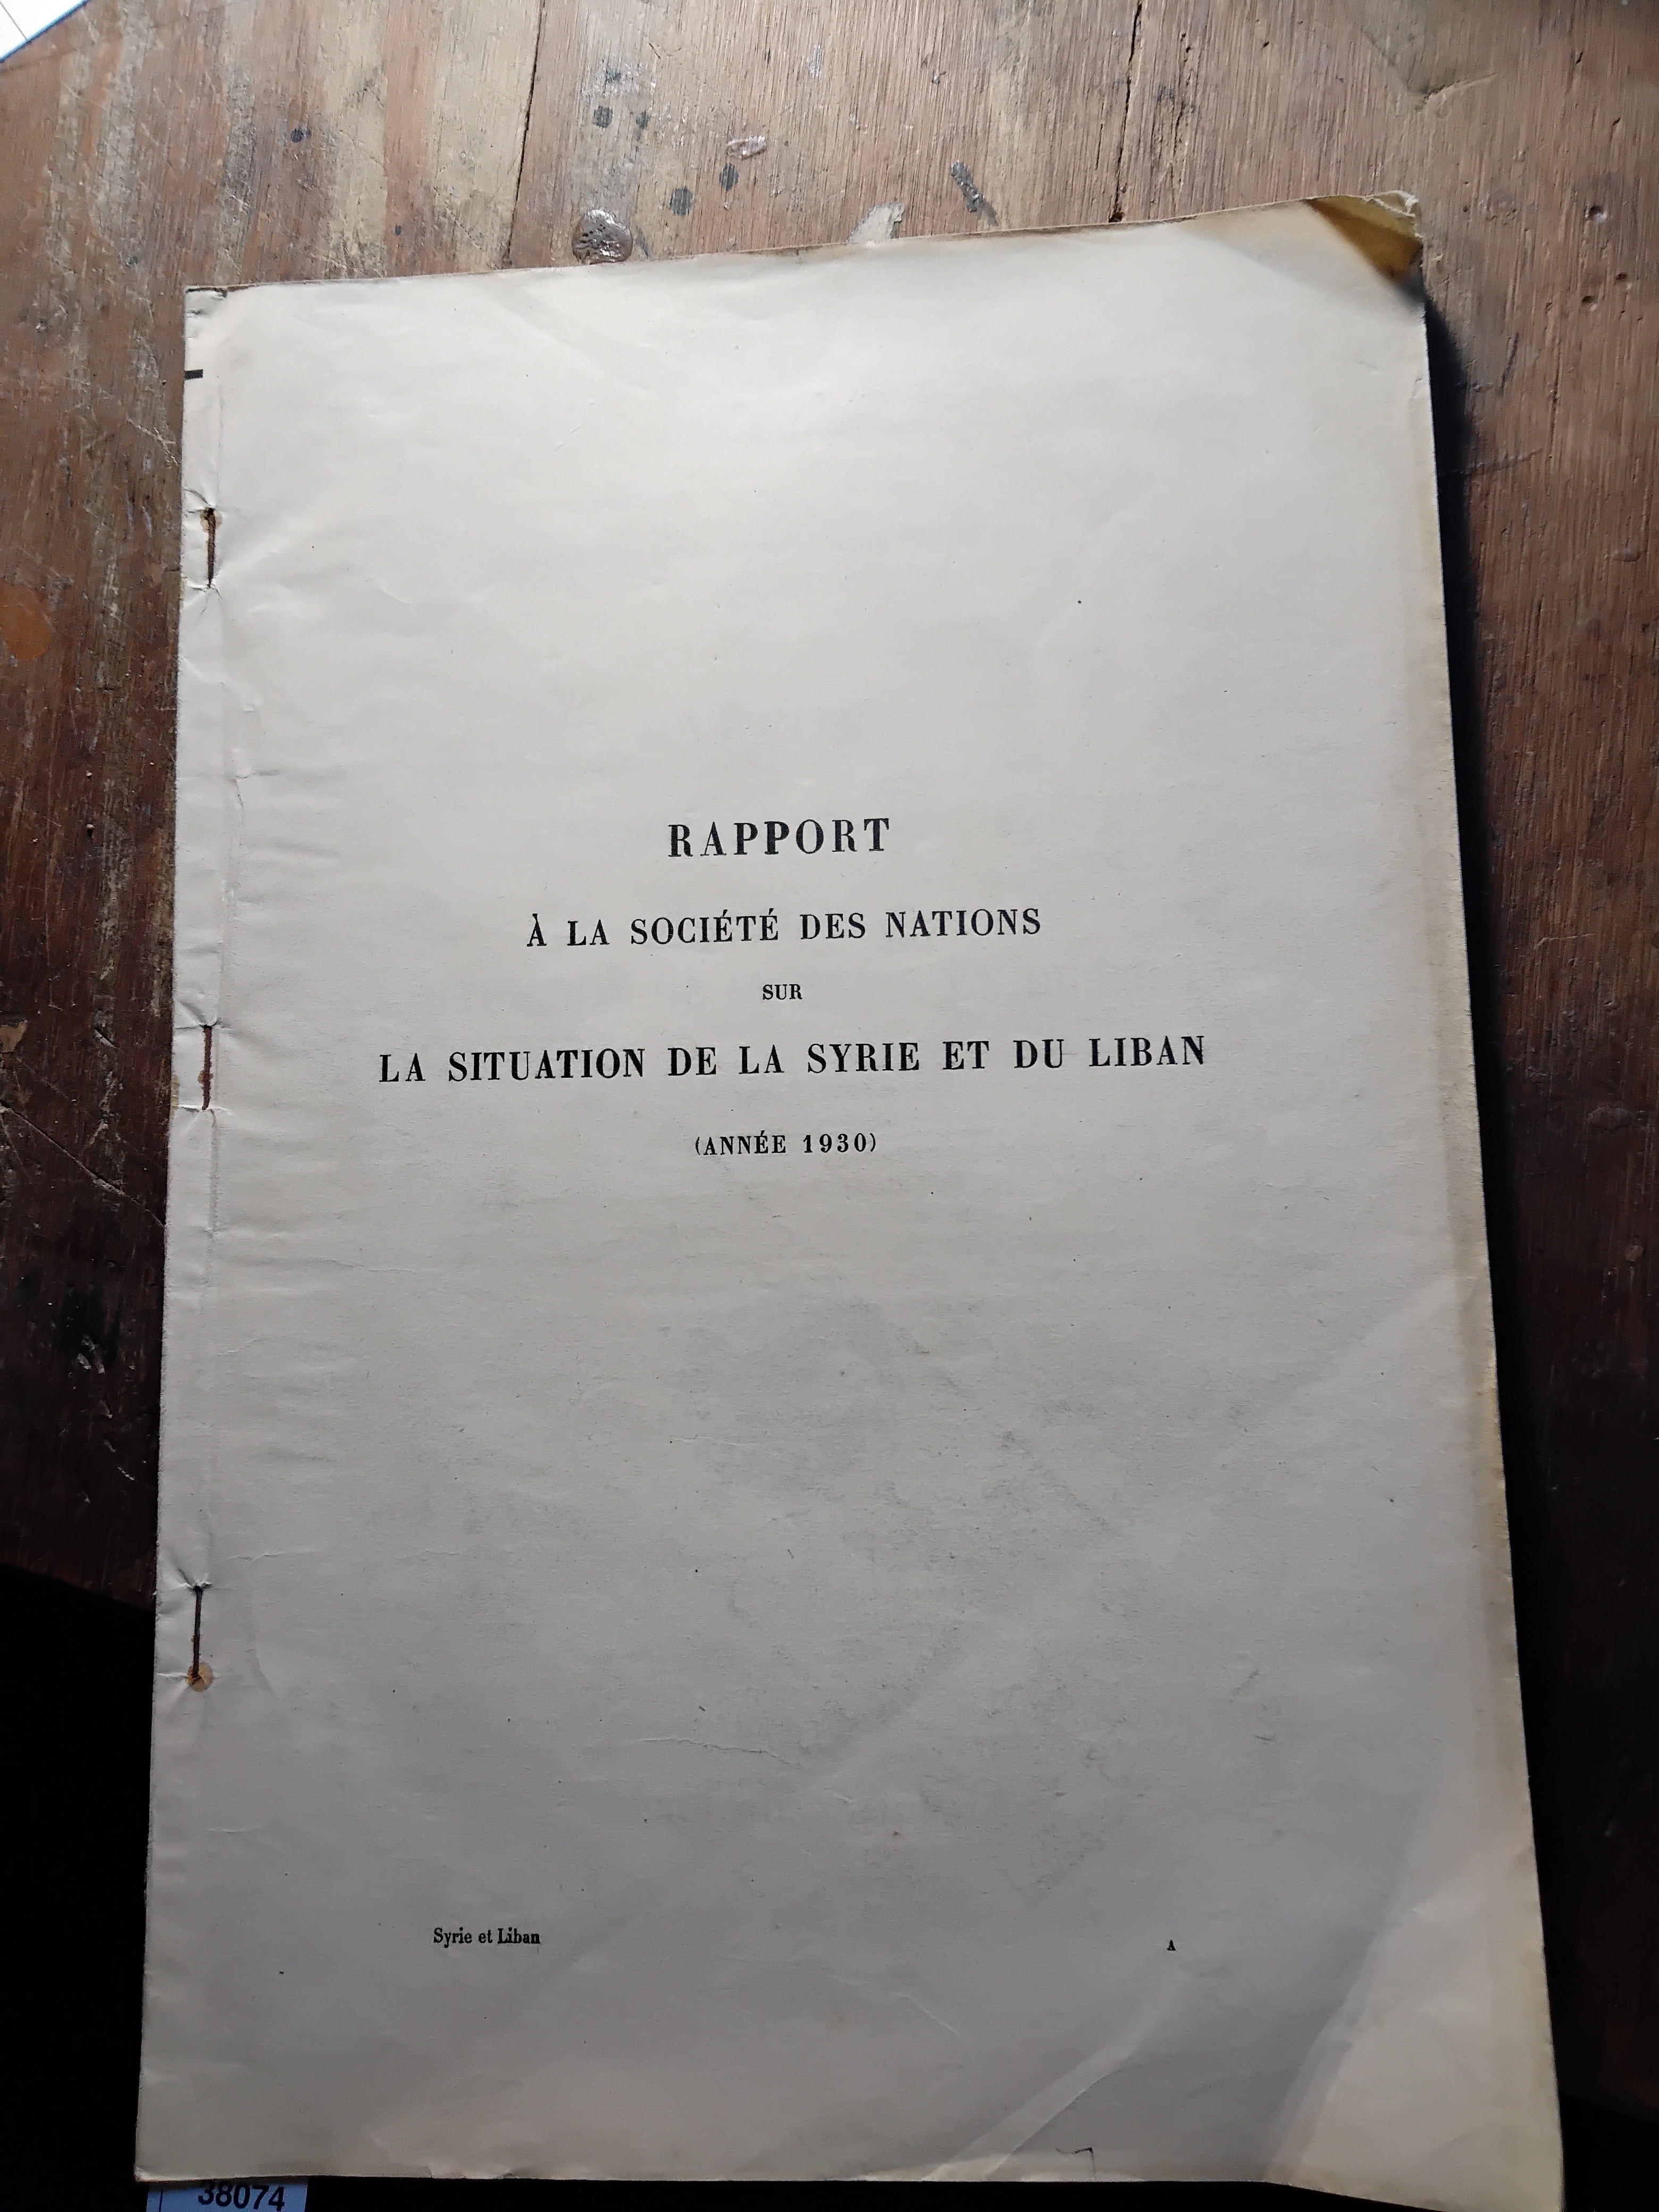 RAPPORT
À LA SOCIÉTÉ DES NATIONS
SUR
LA SITUATION DE LA SYRIE ET DU LIBAN
(ANNÉE 1930)
Syrie et Liban A
38074